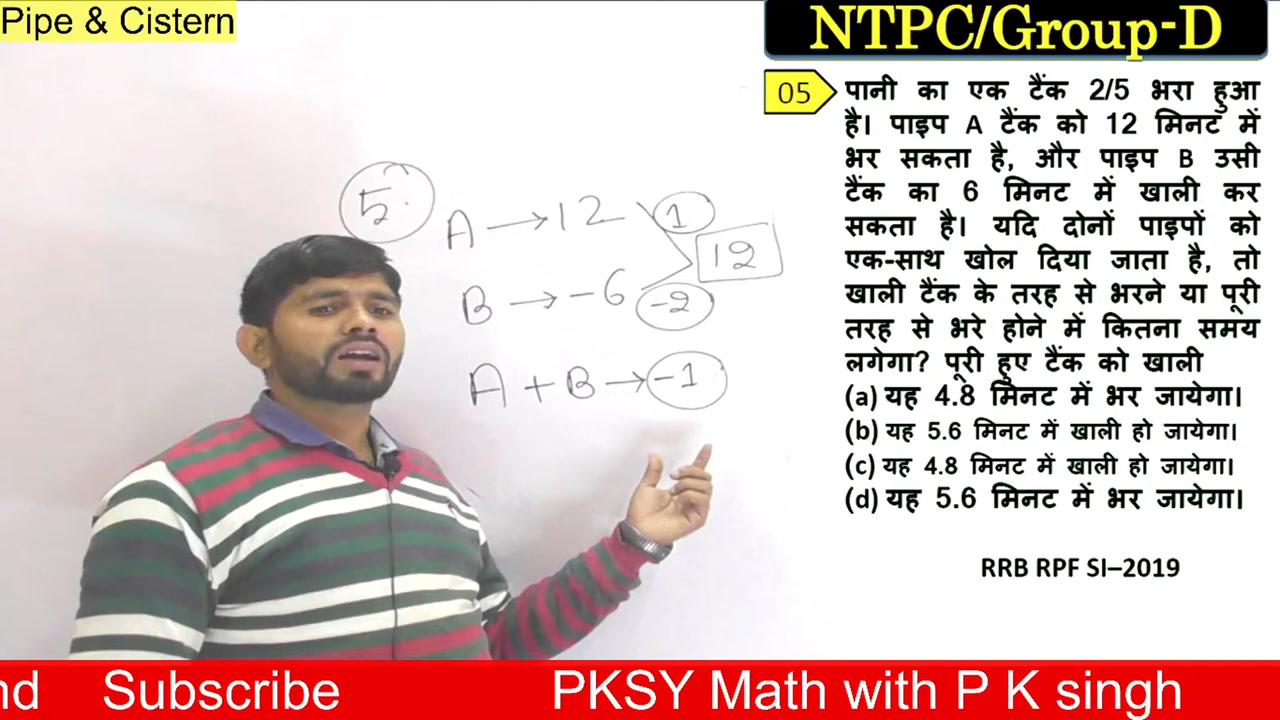 Pipe & Cistern
NTPC/Group-D
05
पानी का एक टैंक 2/5 भरा हुआ
है। पाइप A टैंक को 12 मिनट में
भर सकता है, और पाइप B उसी
टैंक का 6 मिनट में खाली कर
सकता है। यदि दोनों पाइपों को
एक-साथ खोल दिया जाता है, तो
खाली टैंक के तरह से भरने या पूरी
तरह से भरे होने में कितना समय
लगेगा? पूरी हुए टैंक को खाली
(a) यह 4.8 मिनट में भर जायेगा।
(b) यह 5.6 मिनट में खाली हो जायेगा।
(c) यह 4.8 मिनट में खाली हो जायेगा।
(d) यह 5.6 मिनट में भर जायेगा।
RRB RPF SI–2019
5.
A → 12 1
12
B → -6 -2
A + B → -1
nd Subscribe PKSY Math with P K singh